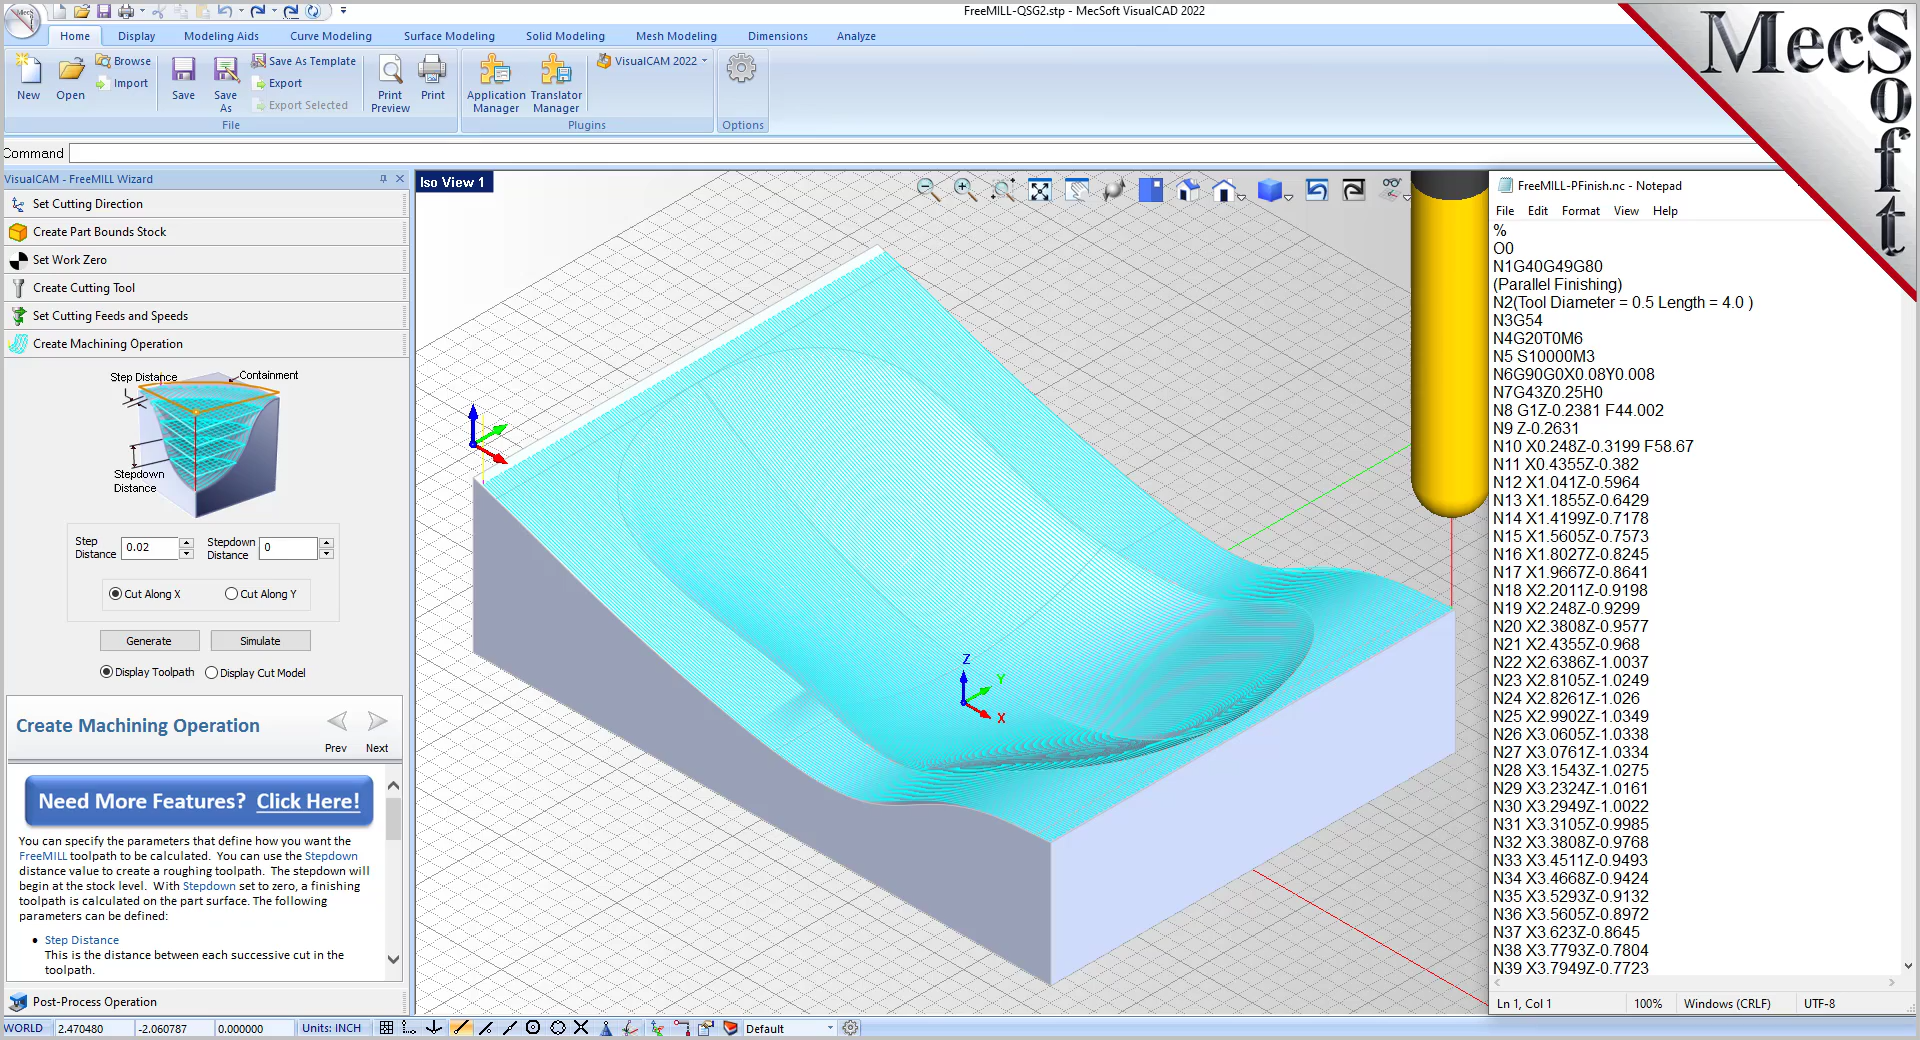 FreeMILL-QSG2.stp - MecSoft VisualCAD 2022
Home Display Modeling Aids Curve Modeling Surface Modeling Solid Modeling Mesh Modeling Dimensions Analyze
New Open Browse Import Save Save As Save As Template Export Export Selected Print Preview Print
Application Manager Translator Manager VisualCAM 2022
File Plugins Options
Command
VisualCAM - FreeMILL Wizard
Set Cutting Direction
Create Part Bounds Stock
Set Work Zero
Create Cutting Tool
Set Cutting Feeds and Speeds
Create Machining Operation
Step Distance Containment
Stepdown
Distance
Step Distance 0.02 Stepdown Distance 0
Cut Along X Cut Along Y
Generate Simulate
Display Toolpath Display Cut Model
Create Machining Operation
Prev Next
Need More Features? Click Here!
You can specify the parameters that define how you want the
FreeMILL toolpath to be calculated. You can use the Stepdown
distance value to create a roughing toolpath. The stepdown will
begin at the stock level. With Stepdown set to zero, a finishing
toolpath is calculated on the part surface. The following
parameters can be defined:
• Step Distance
This is the distance between each successive cut in the
toolpath.
Post-Process Operation
WORLD 2.470480 -2.060787 0.000000 Units: INCH Default
Iso View 1
Z
Y
X
FreeMILL-PFinish.nc - Notepad
File Edit Format View Help
%
O0
N1G40G49G80
(Parallel Finishing)
N2(Tool Diameter = 0.5 Length = 4.0 )
N3G54
N4G20T0M6
N5 S10000M3
N6G90G0X0.08Y0.008
N7G43Z0.25H0
N8 G1Z-0.2381 F44.002
N9 Z-0.2631
N10 X0.248Z-0.3199 F58.67
N11 X0.4355Z-0.382
N12 X1.041Z-0.5964
N13 X1.1855Z-0.6429
N14 X1.4199Z-0.7178
N15 X1.5605Z-0.7573
N16 X1.8027Z-0.8245
N17 X1.9667Z-0.8641
N18 X2.2011Z-0.9198
N19 X2.248Z-0.9299
N20 X2.3808Z-0.9577
N21 X2.4355Z-0.968
N22 X2.6386Z-1.0037
N23 X2.8105Z-1.0249
N24 X2.8261Z-1.026
N25 X2.9902Z-1.0349
N26 X3.0605Z-1.0338
N27 X3.0761Z-1.0334
N28 X3.1543Z-1.0275
N29 X3.2324Z-1.0161
N30 X3.2949Z-1.0022
N31 X3.3105Z-0.9985
N32 X3.3808Z-0.9768
N33 X3.4511Z-0.9493
N34 X3.4668Z-0.9424
N35 X3.5293Z-0.9132
N36 X3.5605Z-0.8972
N37 X3.623Z-0.8645
N38 X3.7793Z-0.7804
N39 X3.7949Z-0.7723
Ln 1, Col 1 100% Windows (CRLF) UTF-8
MecSoft